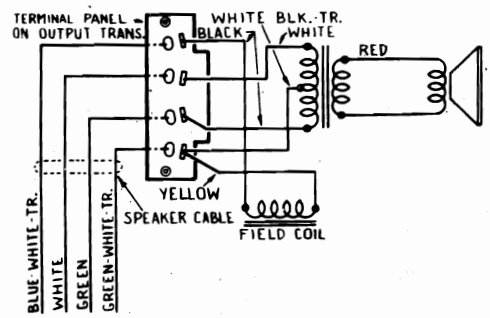 TERMINAL PANEL
ON OUTPUT TRANS.
WHITE BLK.-TR.
BLACK
WHITE
RED
YELLOW
SPEAKER CABLE
FIELD COIL
BLUE-WHITE-TR.
WHITE
GREEN
GREEN-WHITE-TR.